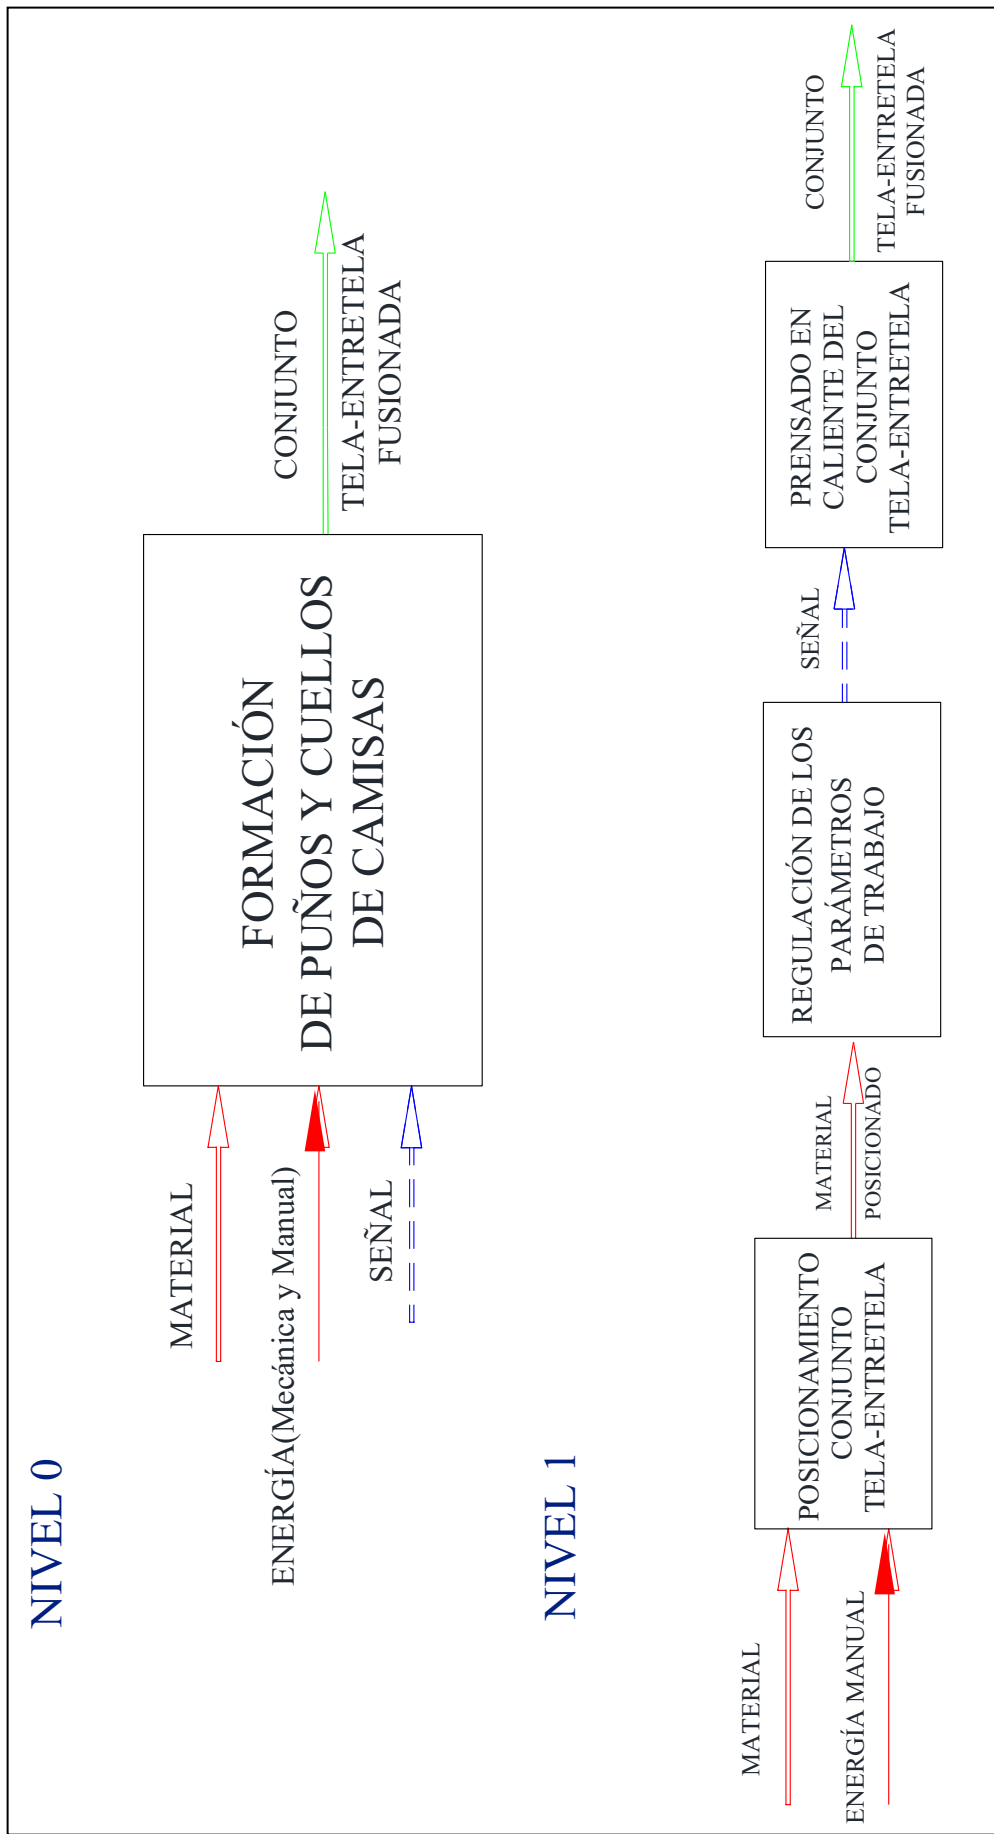 NIVEL 0
MATERIAL
ENERGÍA(Mecánica y Manual)
SEÑAL
FORMACIÓN
DE PUÑOS Y CUELLOS
DE CAMISAS
CONJUNTO
TELA-ENTRETELA
FUSIONADA
NIVEL 1
MATERIAL
ENERGÍA MANUAL
POSICIONAMIENTO
CONJUNTO
TELA-ENTRETELA
MATERIAL
POSICIONADO
REGULACIÓN DE LOS
PARÁMETROS
DE TRABAJO
SEÑAL
PRENSADO EN
CALIENTE DEL
CONJUNTO
TELA-ENTRETELA
CONJUNTO
TELA-ENTRETELA
FUSIONADA